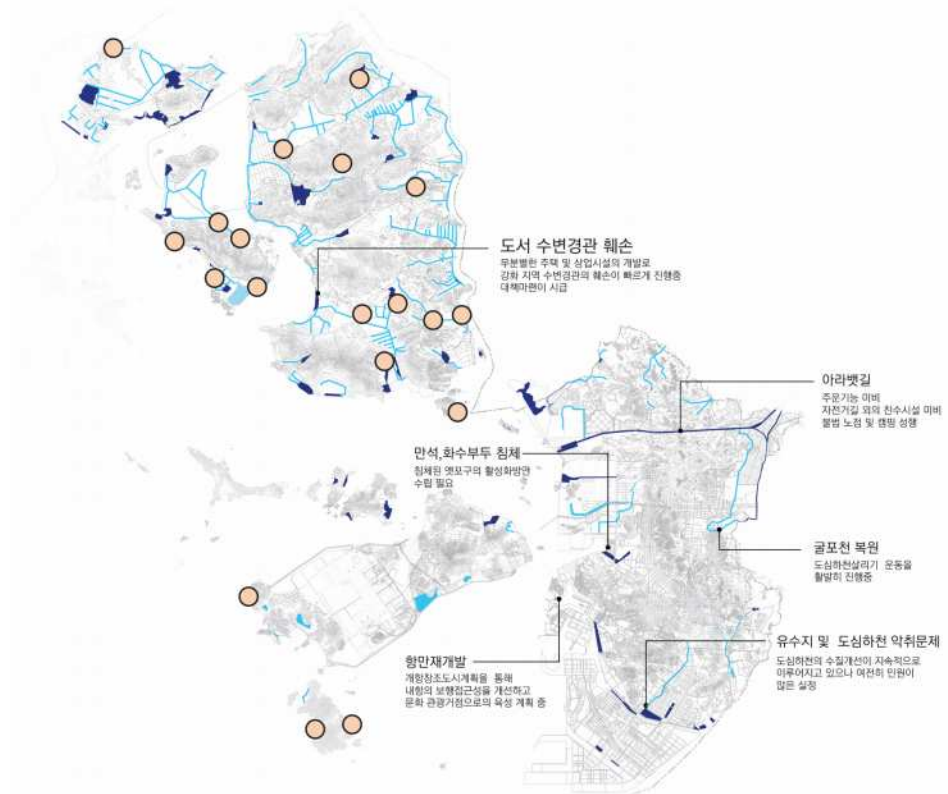 도서 수변경관 훼손
무분별한 주택 및 상업시설의 개발로
강화 지역 수변경관의 훼손이 빠르게 진행중
대책마련이 시급
아라뱃길
주운기능 미비
자전거길 외의 친수시설 미비
불법 노점 및 캠핑 성행
만석,화수부두 침체
침체된 옛포구의 활성화방안
수립 필요
굴포천 복원
도심하천살리기 운동을
활발히 진행중
유수지 및 도심하천 악취문제
도심하천의 수질개선이 지속적으로
이루어지고 있으나 여전히 민원이
많은 실정
항만재개발
개항창조도시계획을 통해
내항의 보행접근성을 개선하고
문화 관광거점으로의 육성 계획 중